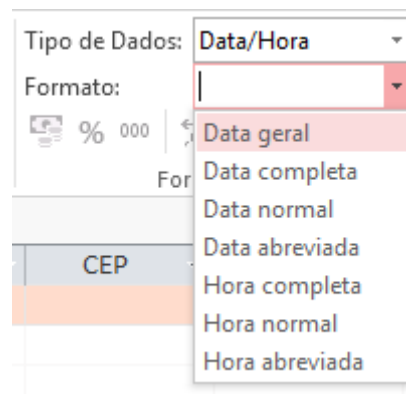 Tipo de Dados: Data/Hora
Formato:
% 000
Data geral
For
Data completa
Data normal
Data abreviada
CEP
Hora completa
Hora normal
Hora abreviada